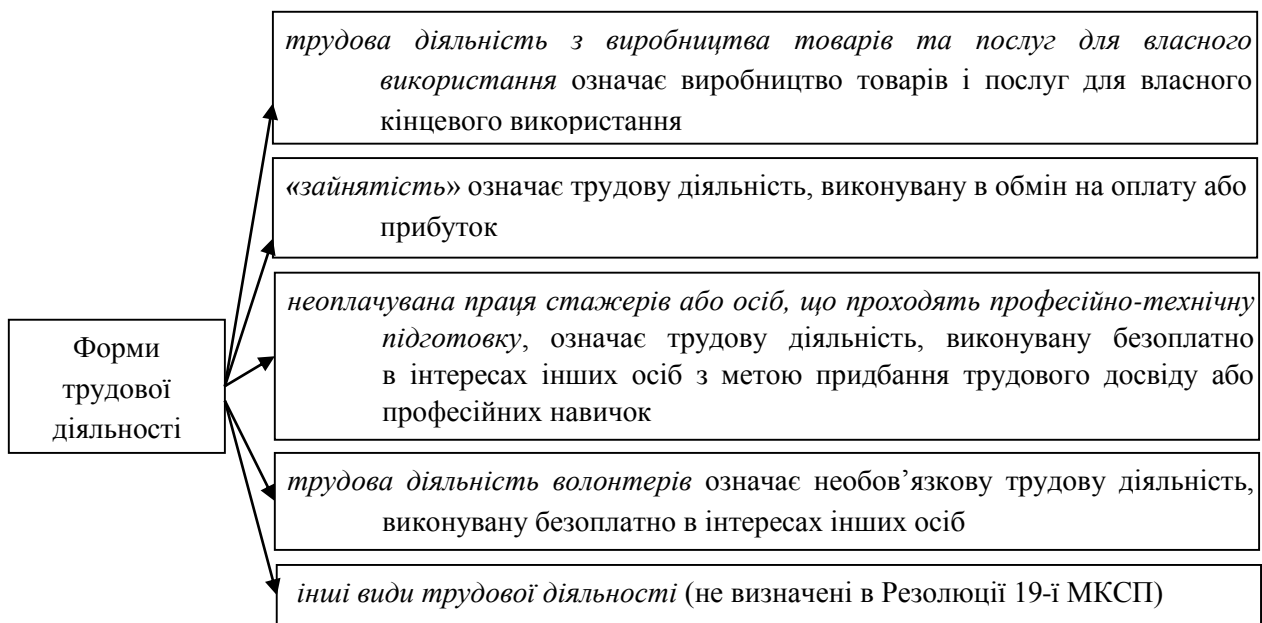 трудова діяльність з виробництва товарів та послуг для власного
використання означає виробництво товарів і послуг для власного
кінцевого використання
«зайнятість» означає трудову діяльність, виконувану в обмін на оплату або
прибуток
неоплачувана праця стажерів або осіб, що проходять професійно-технічну
підготовку, означає трудову діяльність, виконувану безоплатно
в інтересах інших осіб з метою придбання трудового досвіду або
професійних навичок
Форми
трудової
діяльності
трудова діяльність волонтерів означає необов’язкову трудову діяльність,
виконувану безоплатно в інтересах інших осіб
інші види трудової діяльності (не визначені в Резолюції 19-ї МКСП)